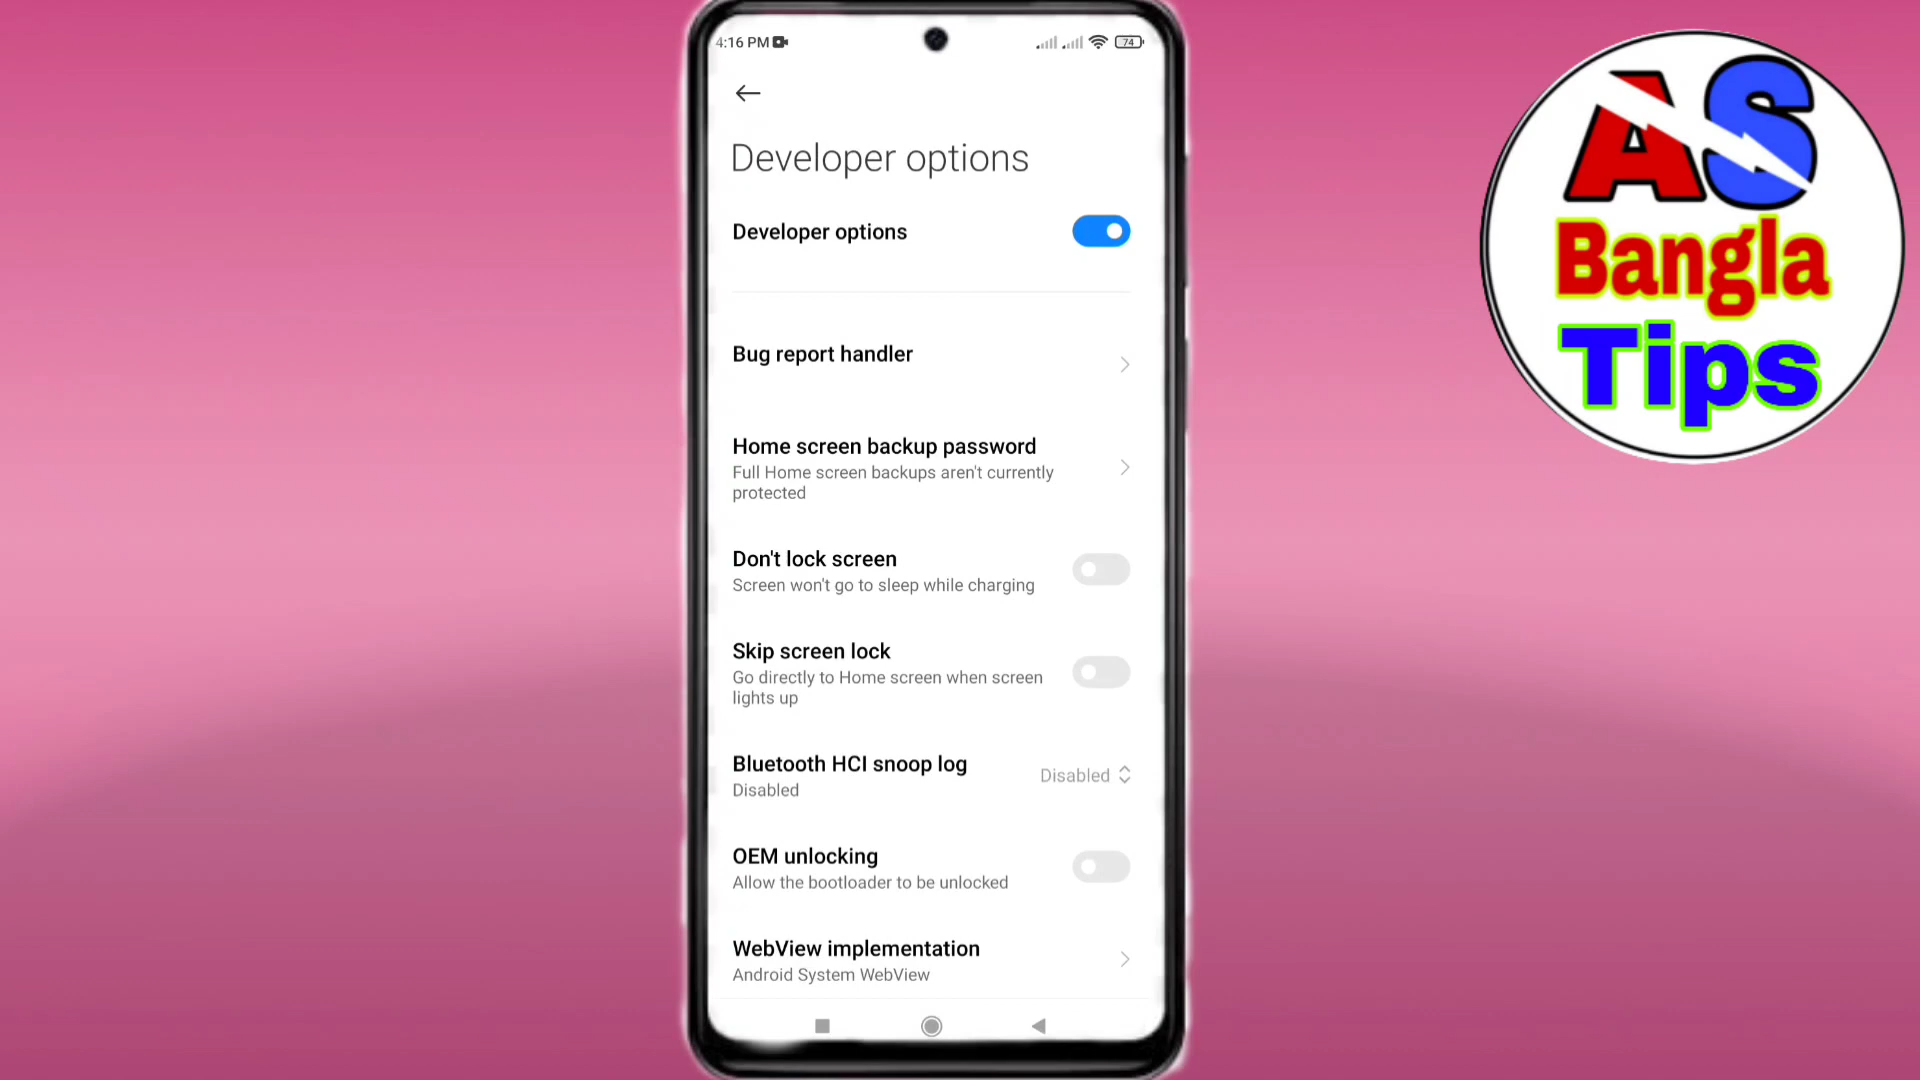 4:16 PM
74
Developer options
Developer options
Bug report handler
Home screen backup password
Full Home screen backups aren't currently
protected
Don't lock screen
Screen won't go to sleep while charging
Skip screen lock
Go directly to Home screen when screen
lights up
Bluetooth HCI snoop log
Disabled
Disabled
OEM unlocking
Allow the bootloader to be unlocked
WebView implementation
Android System WebView
AS
Bangla
Tips